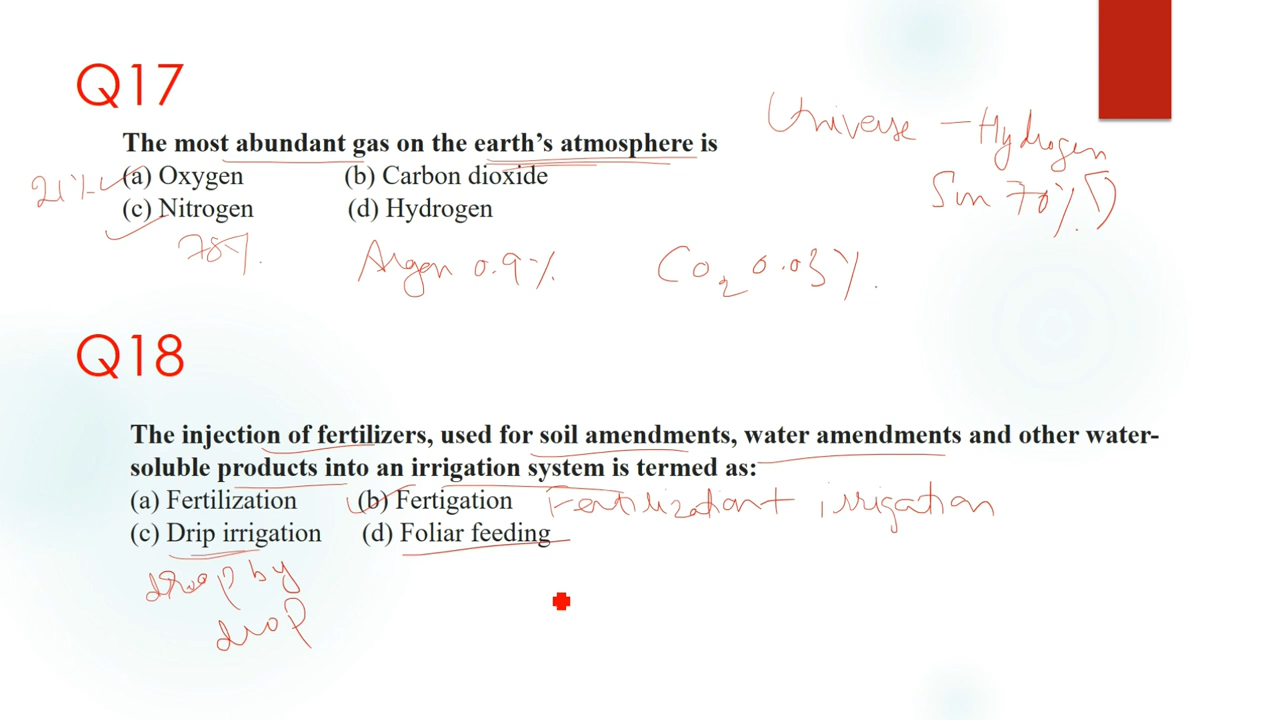 Q17
Universe - Hydrogen
The most abundant gas on the earth's atmosphere is
21% (a) Oxygen (b) Carbon dioxide
Sun 70%
(c) Nitrogen (d) Hydrogen
78%. Argon 0.9% CO2 0.03%.
Q18
The injection of fertilizers, used for soil amendments, water amendments and other water-
soluble products into an irrigation system is termed as:
(a) Fertilization (b) Fertigation Fertilization+ irrigation
(c) Drip irrigation (d) Foliar feeding
drop by
drop